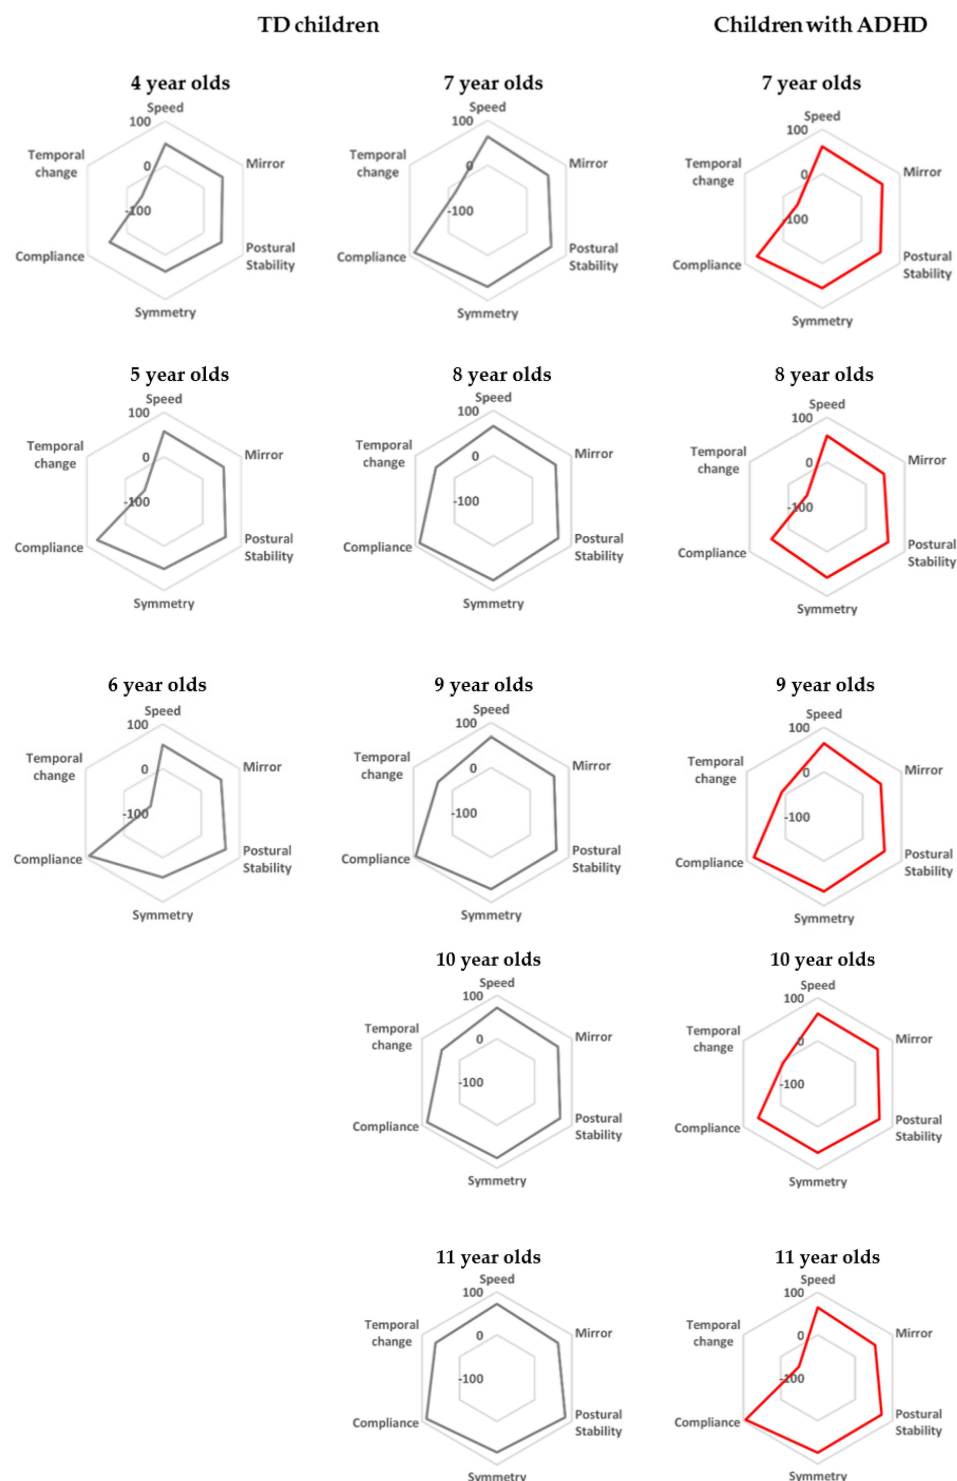 TD children
Children with ADHD
4 year olds
Speed
100
0
-100
Mirror
Postural
Stability
Symmetry
Compliance
Temporal
change
7 year olds
Speed
100
0
-100
Mirror
Postural
Stability
Symmetry
Compliance
Temporal
change
7 year olds
Speed
100
0
-100
Mirror
Postural
Stability
Symmetry
Compliance
Temporal
change
5 year olds
Speed
100
0
-100
Mirror
Postural
Stability
Symmetry
Compliance
Temporal
change
8 year olds
Speed
100
0
-100
Mirror
Postural
Stability
Symmetry
Compliance
Temporal
change
8 year olds
Speed
100
0
-100
Mirror
Postural
Stability
Symmetry
Compliance
Temporal
change
6 year olds
Speed
100
0
-100
Mirror
Postural
Stability
Symmetry
Compliance
Temporal
change
9 year olds
Speed
100
0
-100
Mirror
Postural
Stability
Symmetry
Compliance
Temporal
change
9 year olds
Speed
100
0
-100
Mirror
Postural
Stability
Symmetry
Compliance
Temporal
change
10 year olds
Speed
100
0
-100
Mirror
Postural
Stability
Symmetry
Compliance
Temporal
change
10 year olds
Speed
100
0
-100
Mirror
Postural
Stability
Symmetry
Compliance
Temporal
change
11 year olds
Speed
100
0
-100
Mirror
Postural
Stability
Symmetry
Compliance
Temporal
change
11 year olds
Speed
100
0
-100
Mirror
Postural
Stability
Symmetry
Compliance
Temporal
change